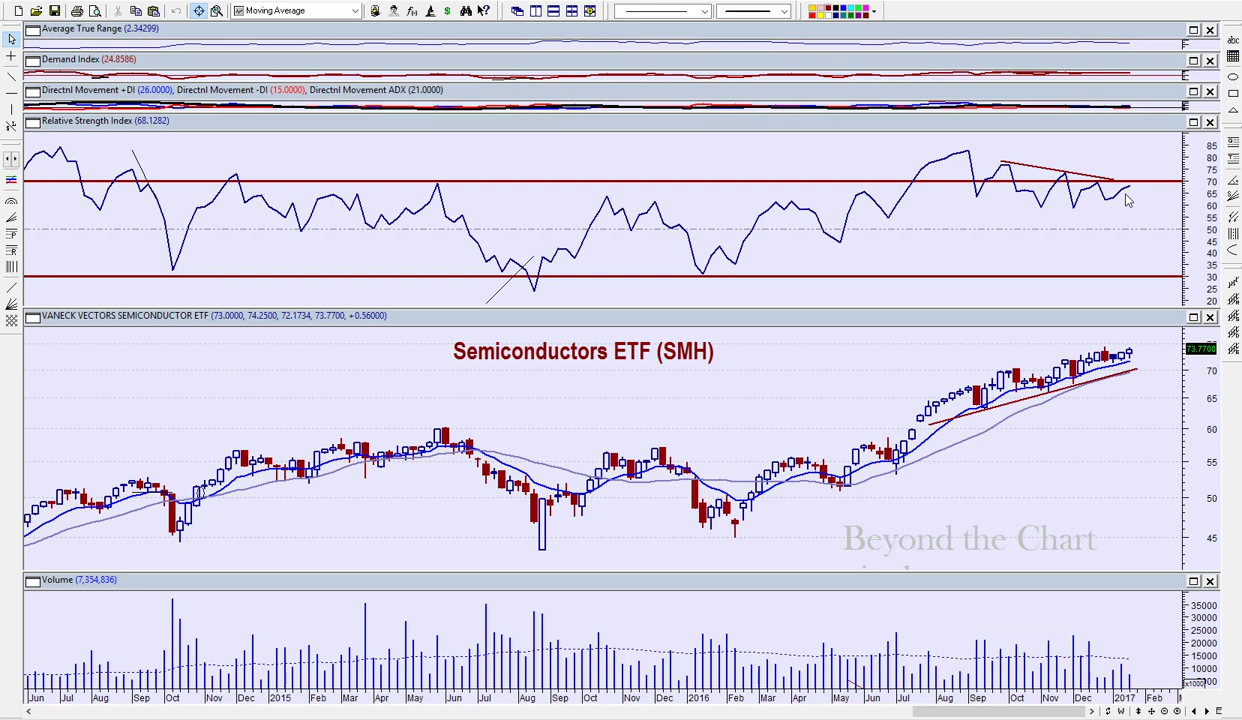 Moving Average
Average True Range (2.34299)
Demand Index (24.8586)
Directnl Movement +DI (26.0000), Directnl Movement -DI (15.0000), Directnl Movement ADX (21.0000)
Relative Strength Index (68.1282)
85
80
75
70
65
60
55
50
45
40
35
30
25
20
VANECK VECTORS SEMICONDUCTOR ETF (73.0000, 74.2500, 72.1734, 73.7700, +0.56000)
Semiconductors ETF (SMH)
73.7700
70
65
60
55
50
45
Beyond the Chart
Volume (7,354,836)
35000
30000
25000
20000
15000
10000
5000
x1000
Jun Jul Aug Sep Oct Nov Dec 2015 Feb Mar Apr May Jun Jul Aug Sep Oct Nov Dec 2016 Mar Apr May Jun Jul Aug Sep Oct Nov Dec 2017 Feb
abc